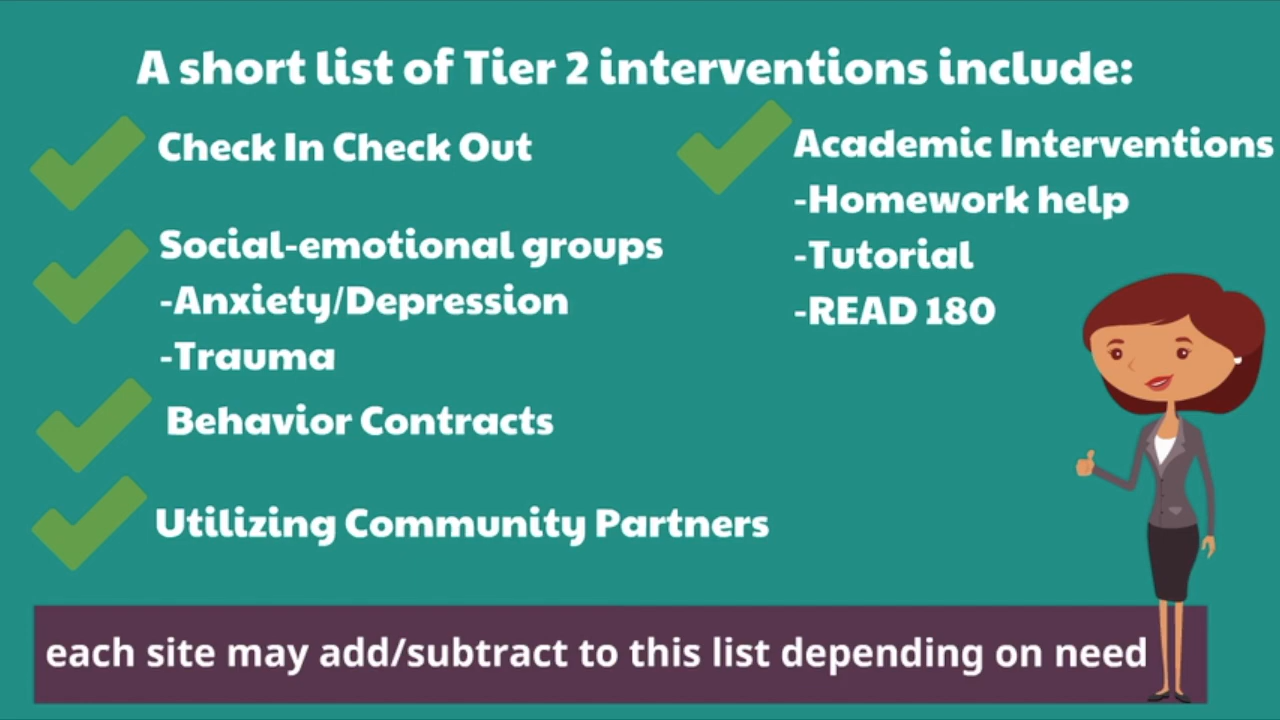 A short list of Tier 2 interventions include:
Check In Check Out
Social-emotional groups
-Anxiety/Depression
-Trauma
Behavior Contracts
Utilizing Community Partners
Academic Interventions
-Homework help
-Tutorial
-READ 180
each site may add/subtract to this list depending on need